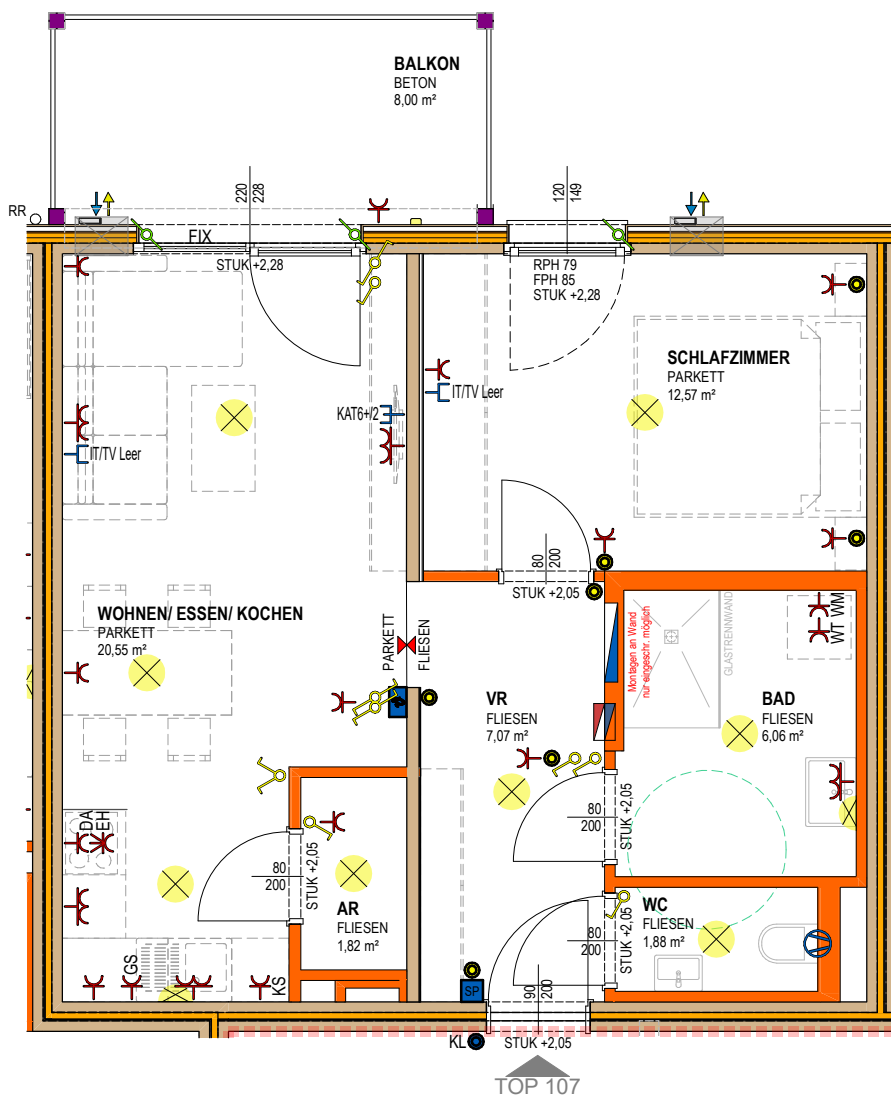 BALKON
BETON
8,00 m²
RR
220
228
120
149
FIX
STUK +2,28
RPH 79
FPH 85
STUK +2,28
SCHLAFZIMMER
PARKETT
12,57 m²
IT/TV Leer
KAT6+/2
IT/TV Leer
80
200
STUK +2,05
WOHNEN/ ESSEN/ KOCHEN
PARKETT
20,55 m²
PARKETT
FLIESEN
Montagen an Wand
nur eingeschr. möglich
GLASTRENNWAND
WT WM
VR
FLIESEN
7,07 m²
BAD
FLIESEN
6,06 m²
80
200
STUK +2,05
DA
EH
80
200
STUK +2,05
AR
FLIESEN
1,82 m²
WC
FLIESEN
1,88 m²
80
200
STUK +2,05
GS
KS
SP
90
200
KL
STUK +2,05
TOP 107